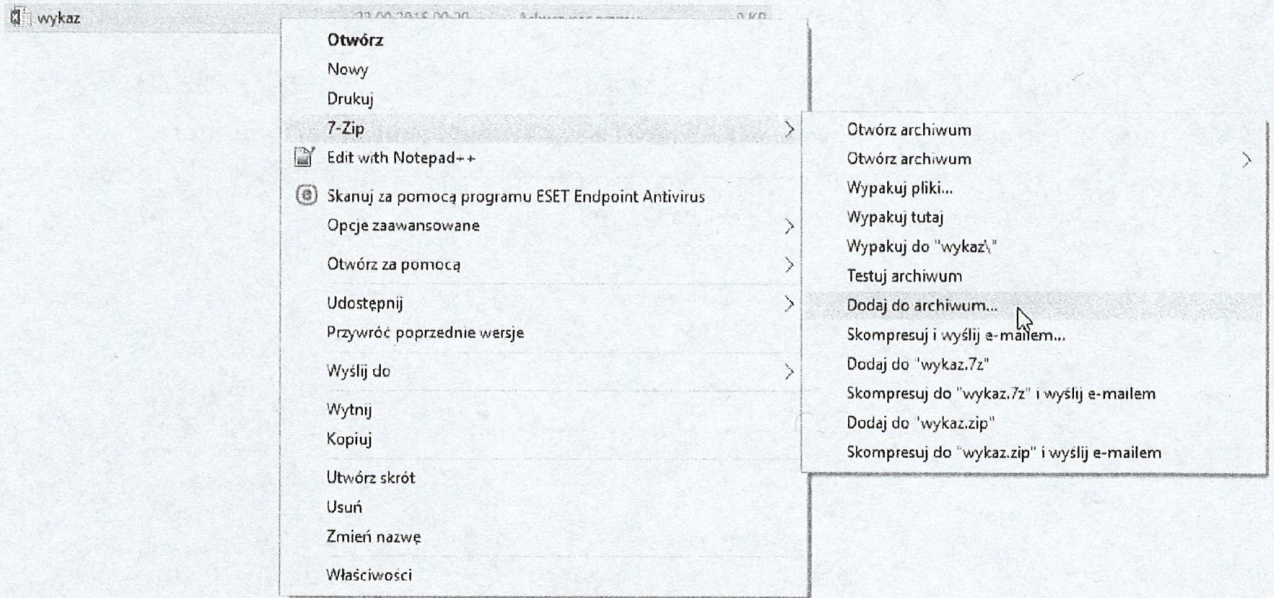 wykaz
Otwórz
Nowy
Drukuj
7-Zip
Edit with Notepad++
Skanuj za pomocą programu ESET Endpoint Antivirus
Opcje zaawansowane
Otwórz za pomocą
Udostępnij
Przywróć poprzednie wersje
Wyślij do
Wytnij
Kopiuj
Utwórz skrót
Usuń
Zmień nazwę
Właściwości
Otwórz archiwum
Otwórz archiwum
Wypakuj pliki...
Wypakuj tutaj
Wypakuj do "wykaz\"
Testuj archiwum
Dodaj do archiwum...
Skompresuj i wyślij e-mailem...
Dodaj do "wykaz.7z"
Skompresuj do "wykaz.7z" i wyślij e-mailem
Dodaj do "wykaz.zip"
Skompresuj do "wykaz.zip" i wyślij e-mailem